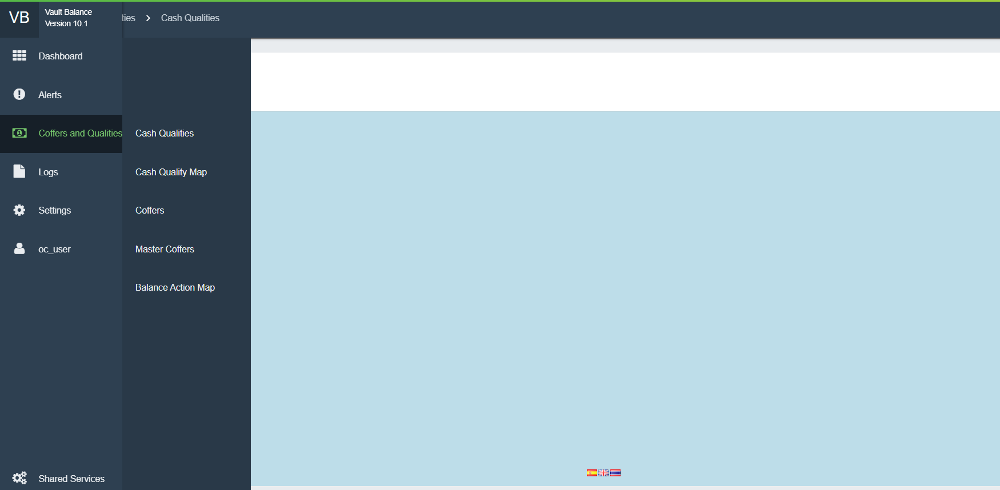 VB
Vault Balance
Version 10.1
ties > Cash Qualities
Dashboard
Alerts
Coffers and Qualities
Logs
Settings
oc_user
Shared Services
Cash Qualities
Cash Quality Map
Coffers
Master Coffers
Balance Action Map